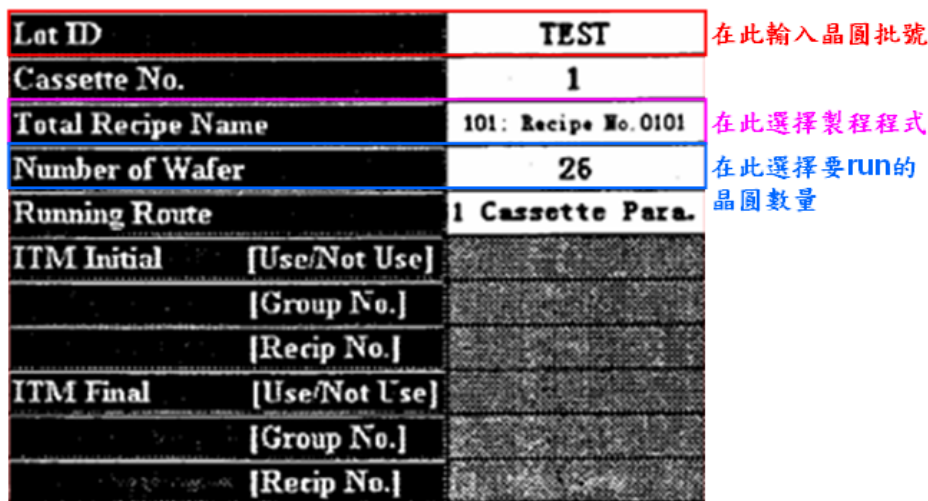 Lot ID TEST 在此輸入晶圓批號
Cassette No. 1
Total Recipe Name 101: Recipe No.0101 在此選擇製程程式
Number of Wafer 26 在此選擇要run的
晶圓數量
Running Route 1 Cassette Para.
ITM Initial [Use/Not Use]
[Group No.]
[Recip No.]
ITM Final [Use/Not Use]
[Group No.]
[Recip No.]